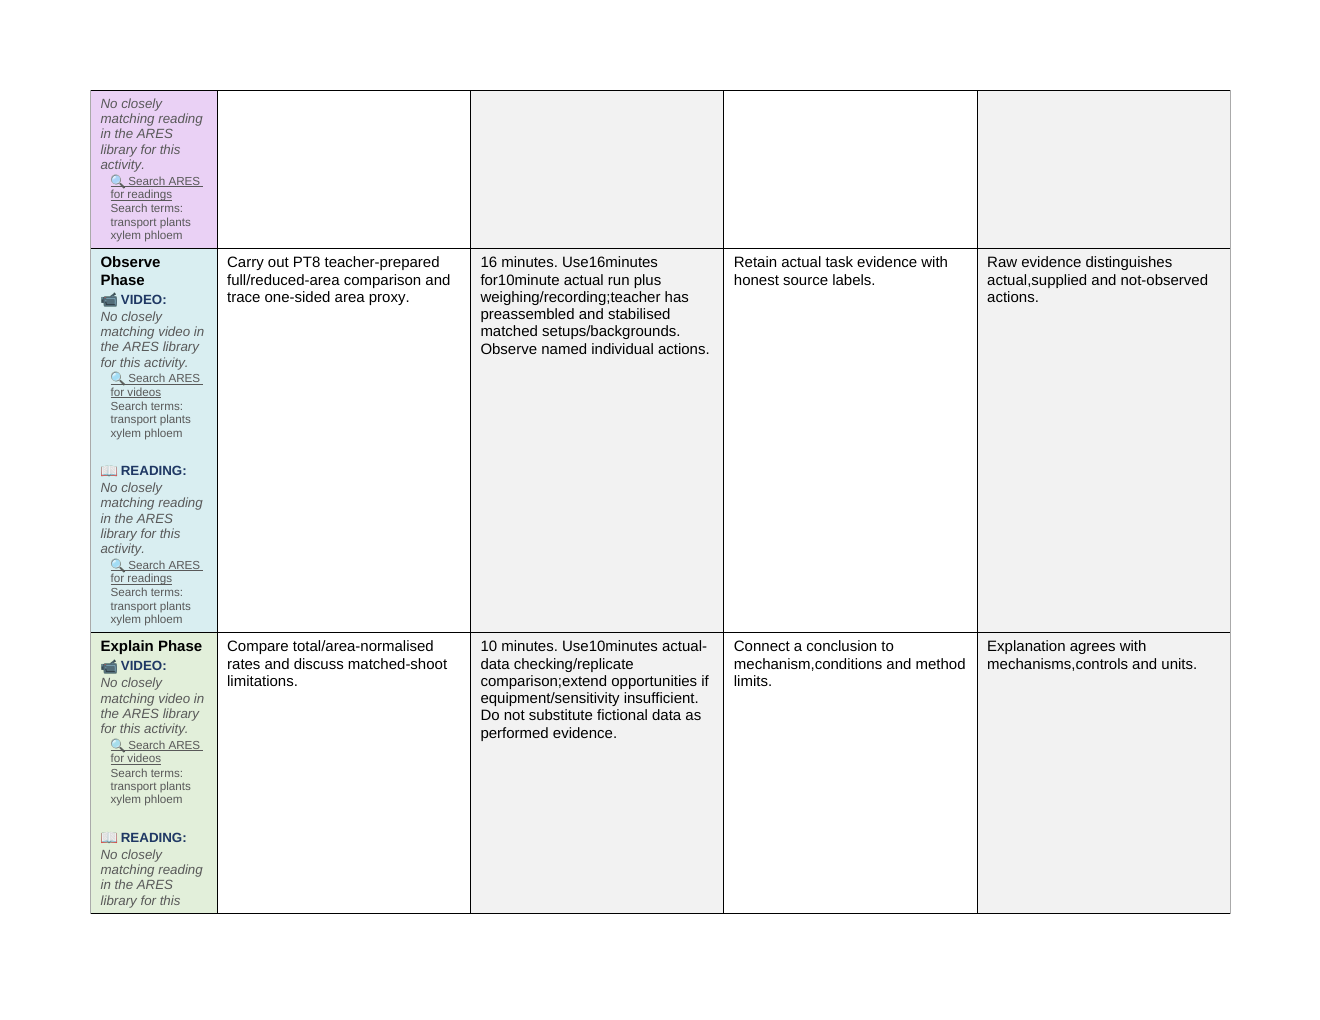 No closely
matching reading
in the ARES
library for this
activity.
🔍 Search ARES
for readings
Search terms:
transport plants
xylem phloem
Observe
Phase
📹 VIDEO:
No closely
matching video in
the ARES library
for this activity.
🔍 Search ARES
for videos
Search terms:
transport plants
xylem phloem
📖 READING:
No closely
matching reading
in the ARES
library for this
activity.
🔍 Search ARES
for readings
Search terms:
transport plants
xylem phloem
Carry out PT8 teacher-prepared
full/reduced-area comparison and
trace one-sided area proxy.
16 minutes. Use16minutes
for10minute actual run plus
weighing/recording;teacher has
preassembled and stabilised
matched setups/backgrounds.
Observe named individual actions.
Retain actual task evidence with
honest source labels.
Raw evidence distinguishes
actual,supplied and not-observed
actions.
Explain Phase
📹 VIDEO:
No closely
matching video in
the ARES library
for this activity.
🔍 Search ARES
for videos
Search terms:
transport plants
xylem phloem
📖 READING:
No closely
matching reading
in the ARES
library for this
Compare total/area-normalised
rates and discuss matched-shoot
limitations.
10 minutes. Use10minutes actual-
data checking/replicate
comparison;extend opportunities if
equipment/sensitivity insufficient.
Do not substitute fictional data as
performed evidence.
Connect a conclusion to
mechanism,conditions and method
limits.
Explanation agrees with
mechanisms,controls and units.